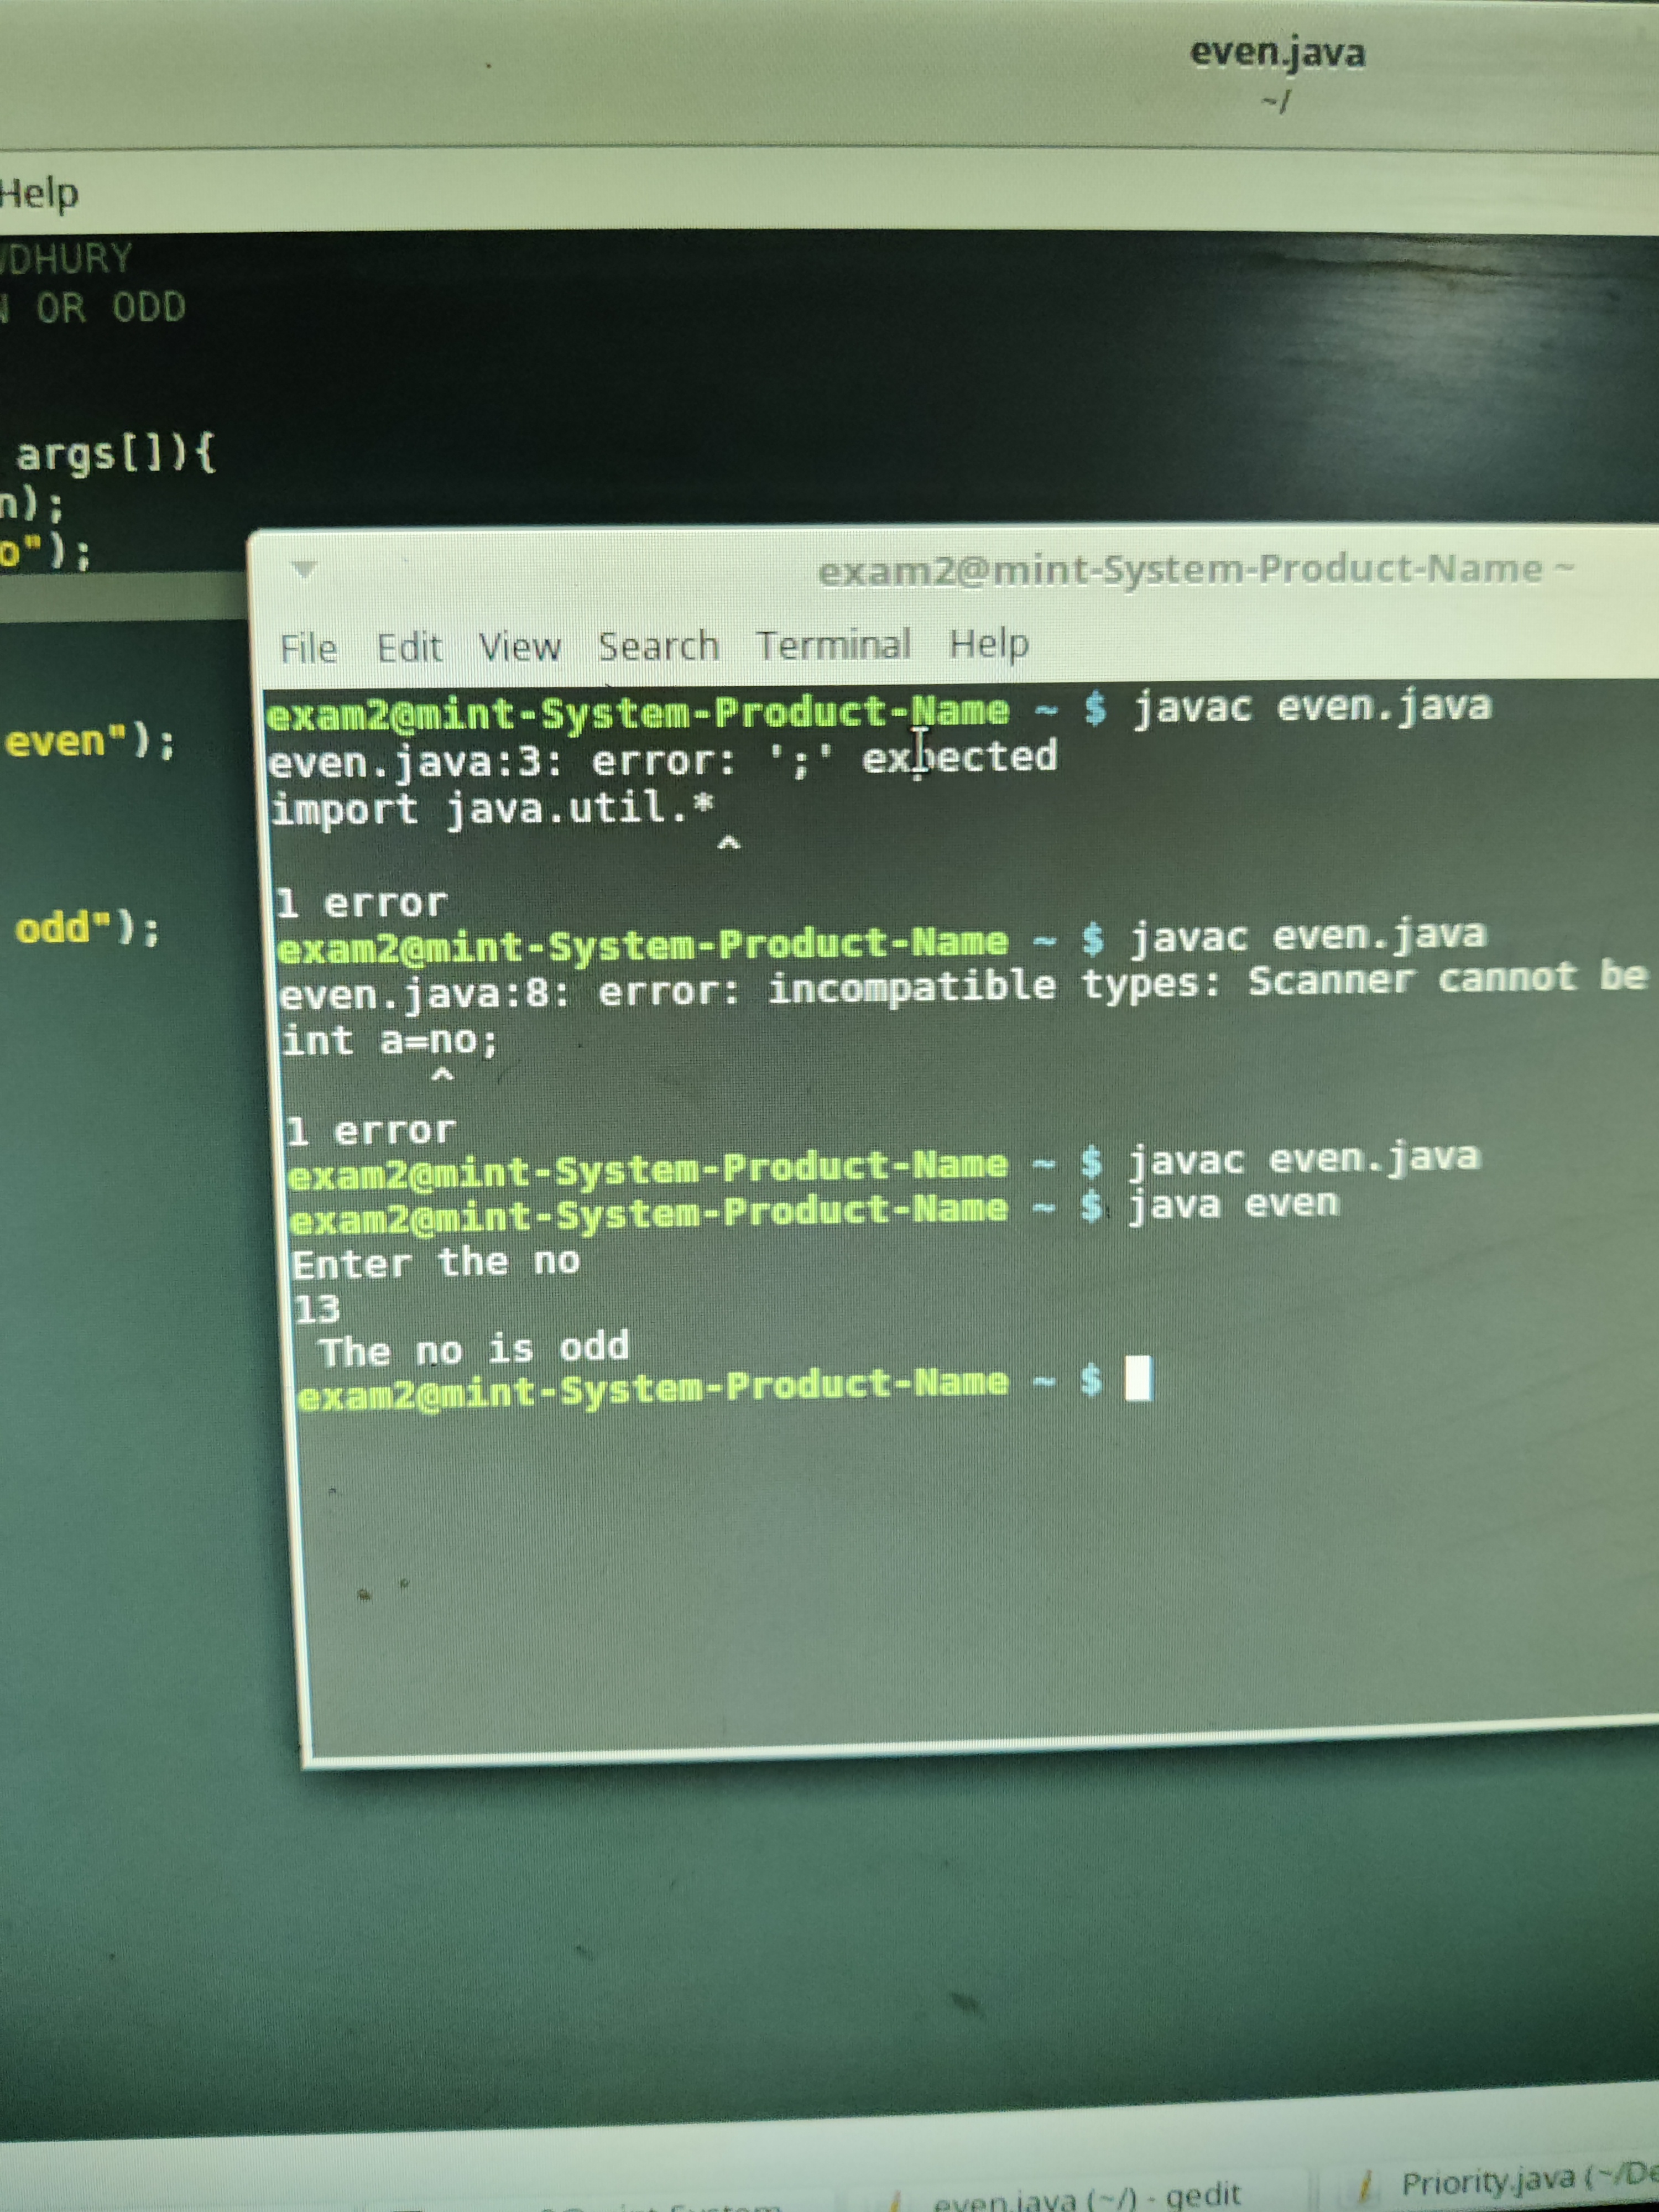 even.java
~/
Help
WDHURY
N OR ODD
args[]){
n);
o");
exam2@mint-System-Product-Name ~
File Edit View Search Terminal Help
even");
odd");
exam2@mint-System-Product-Name ~ $ javac even.java
even.java:3: error: ';' expected
import java.util.*
^
1 error
exam2@mint-System-Product-Name ~ $ javac even.java
even.java:8: error: incompatible types: Scanner cannot be
int a=no;
^
1 error
exam2@mint-System-Product-Name ~ $ javac even.java
exam2@mint-System-Product-Name ~ $ java even
Enter the no
13
The no is odd
exam2@mint-System-Product-Name ~ $
even.java (~/) - gedit
Priority.java (~/De